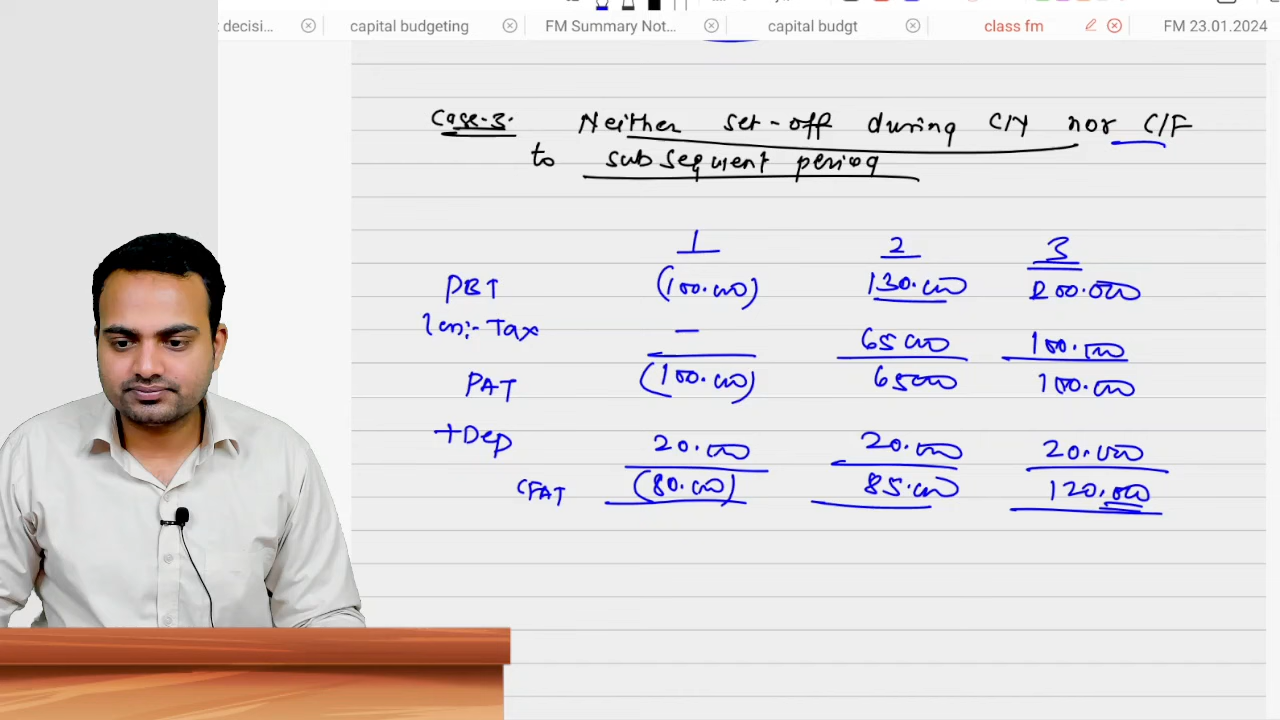 t decisi...
capital budgeting
FM Summary Not...
capital budgt
class fm
FM 23.01.2024
Case-3. Neither set-off during C/Y nor C/F
to subsequent period
1 2 3
PBT (100.000) 130.000 200.000
Tax — 65000 100.000
PAT (100.000) 65000 100.000
+Dep 20.000 20.000 20.000
CFAT (80.000) 85.000 120.000